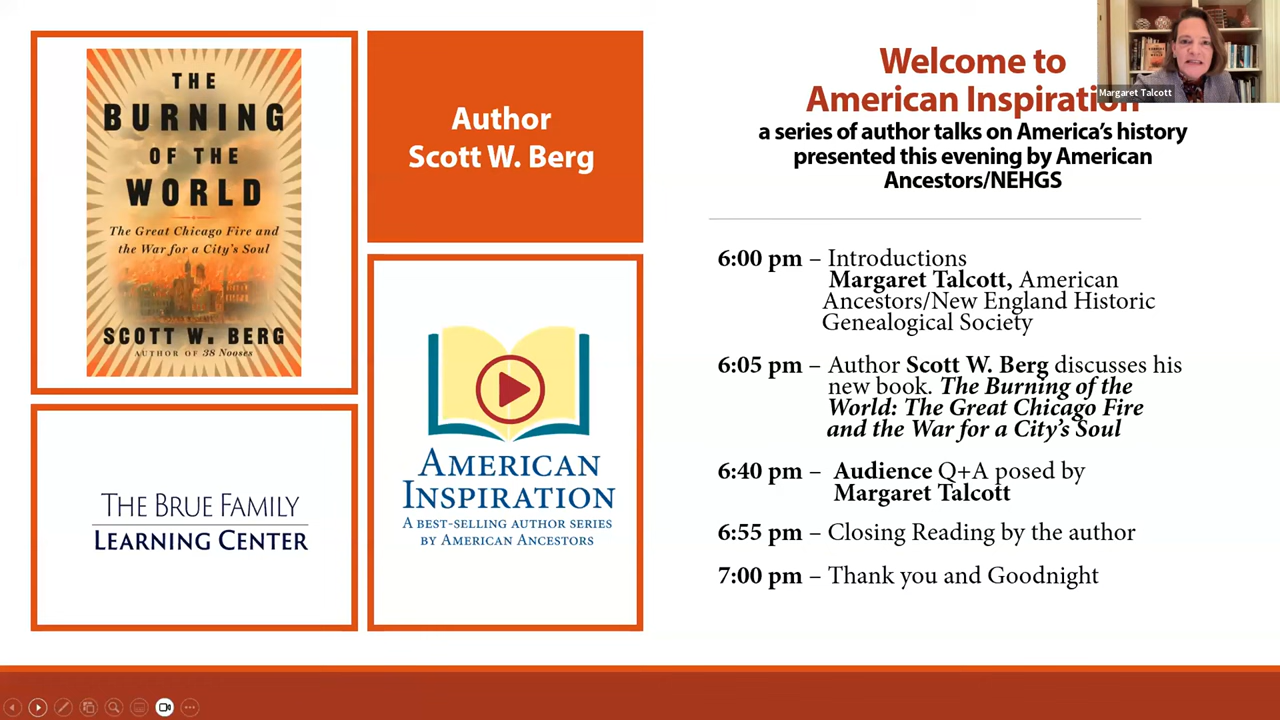 THE
BURNING
OF THE
WORLD
The Great Chicago Fire and
the War for a City's Soul
SCOTT W. BERG
AUTHOR OF 38 Nooses
Author
Scott W. Berg
THE BRUE FAMILY
LEARNING CENTER
AMERICAN
INSPIRATION
A BEST-SELLING AUTHOR SERIES
BY AMERICAN ANCESTORS
Welcome to
American Inspiration
a series of author talks on America's history
presented this evening by American
Ancestors/NEHGS
6:00 pm – Introductions
Margaret Talcott, American
Ancestors/New England Historic
Genealogical Society
6:05 pm – Author Scott W. Berg discusses his
new book. The Burning of the
World: The Great Chicago Fire
and the War for a City's Soul
6:40 pm – Audience Q+A posed by
Margaret Talcott
6:55 pm – Closing Reading by the author
7:00 pm – Thank you and Goodnight
Margaret Talcott